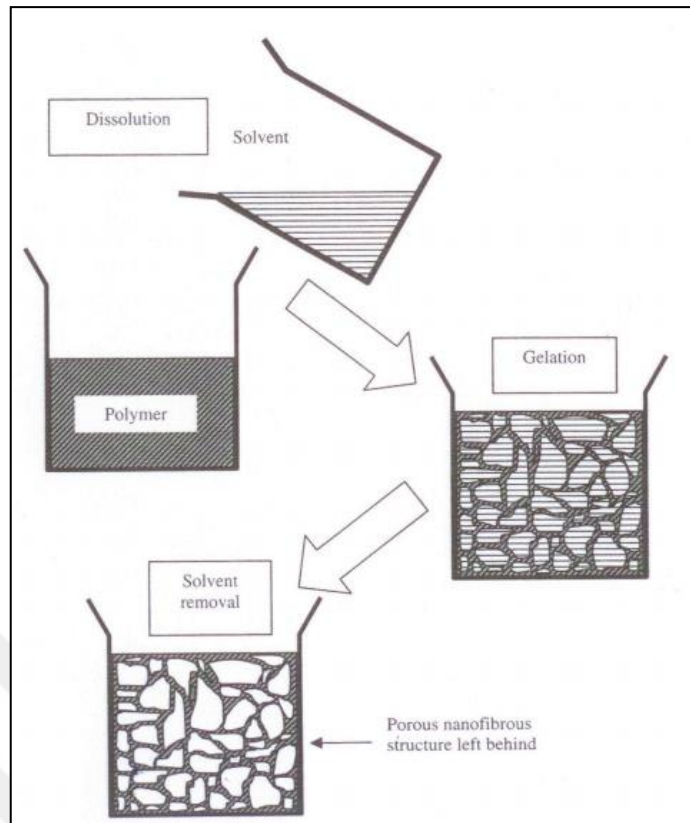 Dissolution
Solvent
Polymer
Gelation
Solvent
removal
Porous nanofibrous
structure left behind